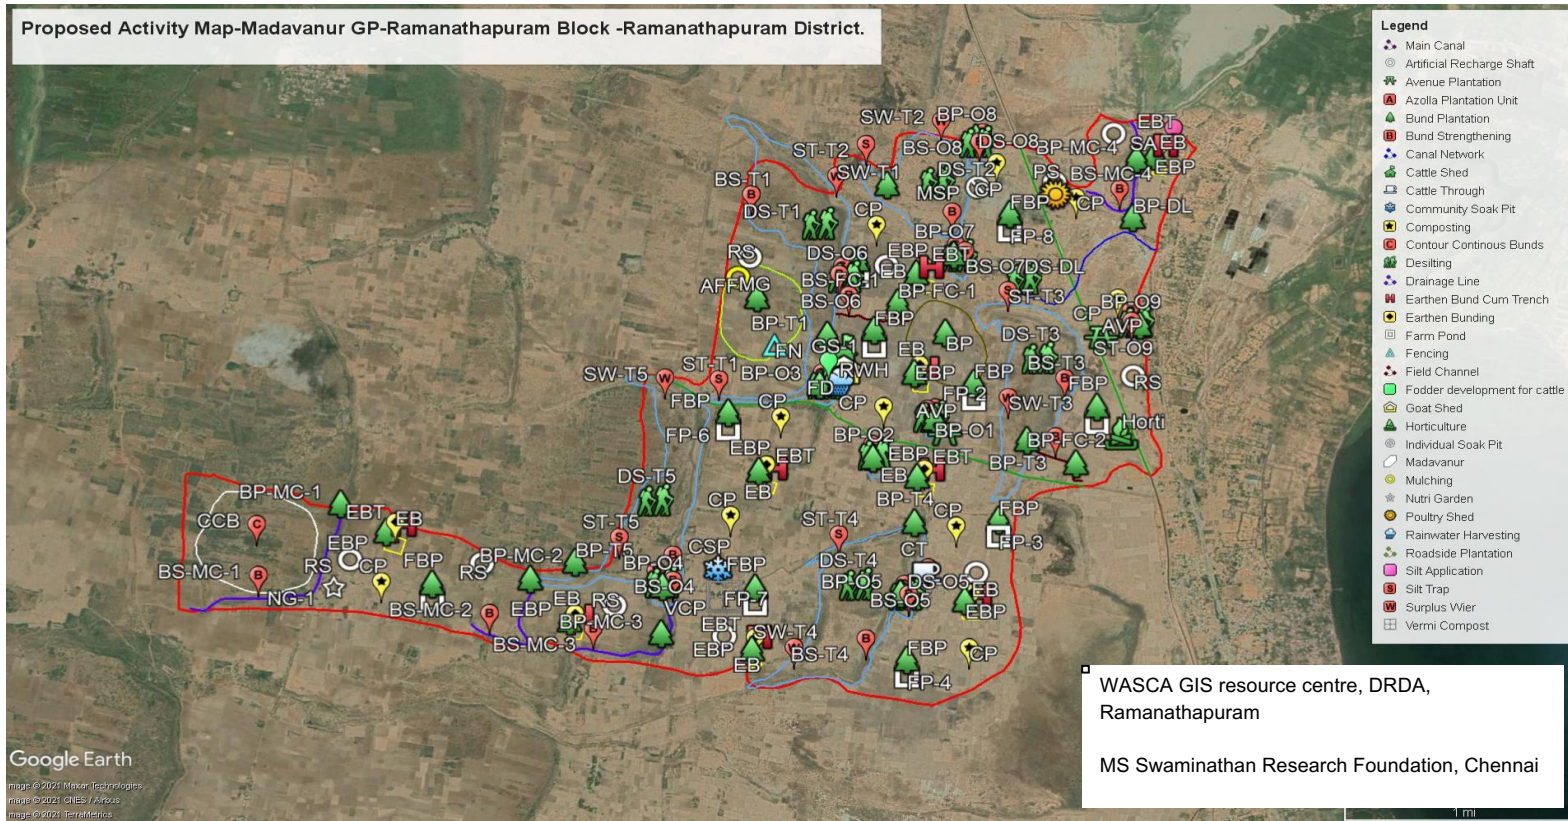 Proposed Activity Map-Madavanur GP-Ramanathapuram Block -Ramanathapuram District.
Legend
Main Canal
Artificial Recharge Shaft
Avenue Plantation
A Azolla Plantation Unit
Bund Plantation
B Bund Strengthening
Canal Network
Cattle Shed
Cattle Through
Community Soak Pit
Composting
C Contour Continous Bunds
Desilting
Drainage Line
H Earthen Bund Cum Trench
Earthen Bunding
Farm Pond
Fencing
Field Channel
Fodder development for cattle
Goat Shed
Horticulture
Individual Soak Pit
Madavanur
Mulching
Nutri Garden
Poultry Shed
Rainwater Harvesting
Roadside Plantation
Silt Application
S Silt Trap
W Surplus Wier
Vermi Compost
SW-T2 BP-O8
EBT
ST-T2 BS-O8 DS-O8 BP-MC-4 SA EB
SW-T1 DS-T2 PS BS-MC-4 EBP
BS-T1 MSP CP
DS-T1 CP FBP CP BP-DL
BP-O7 FP-8
RS DS-O6 EBP EBT
EB BS-O7 DS-DL
AFF MG BS-FC-1
BS-O6 BP-FC-1 ST-T3 BP-O9
BP-T1 FBP CP AVP
FN GS-1 EB BP DS-T3 ST-O9
ST-T1 BS-T3
SW-T5 BP-O3 RWH EBP FBP FBP RS
FD FP-2
FBP CP CP SW-T3
AVP
FP-6 BP-O2 BP-O1 BP-FC-2 Horti
EBP EBT EBP EBT BP-T3
DS-T5 EB EB
BP-MC-1 BP-T4
CCB EBT EB CP ST-T4 CP FBP
ST-T5
EBP FBP BP-MC-2 BP-T5 CSP CT FP-3
RS CP RS BP-O4 FBP DS-T4 DS-O5
BS-MC-1 BS-O4 BP-O5 EB
NG-1 BS-MC-2 EBP EB RS VCP FP-7 BS-O5 EBP
BP-MC-3 EBT
BS-MC-3 EBP SW-T4 BS-T4 FBP CP
EB FP-4
WASCA GIS resource centre, DRDA,
Ramanathapuram
MS Swaminathan Research Foundation, Chennai
Google Earth
mage © 2021 Maxar Technologies
mage © 2021 CNES / Airbus
mage © 2021 TerraMetrics
1 mi